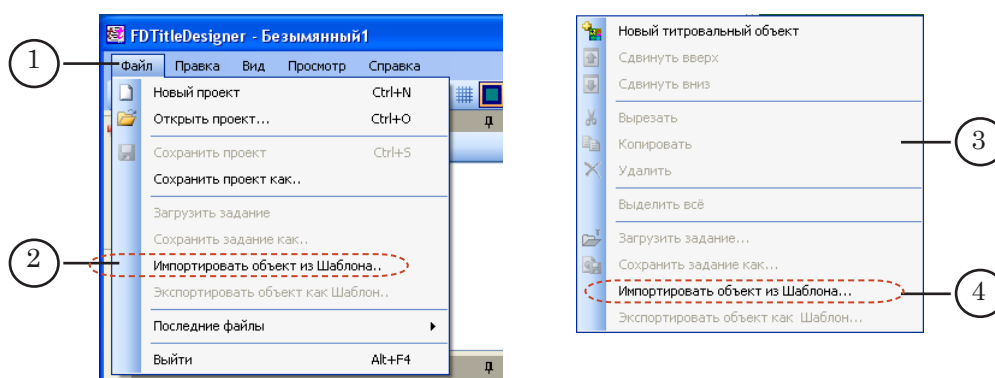 FDTitleDesigner - Безымянный1
1
Файл Правка Вид Просмотр Справка
Новый проект Ctrl+N
Открыть проект... Ctrl+O
Сохранить проект Ctrl+S
Сохранить проект как..
Загрузить задание
Сохранить задание как..
2
Импортировать объект из Шаблона..
Экспортировать объект как Шаблон..
Последние файлы
Выйти Alt+F4
Новый титровальный объект
Сдвинуть вверх
Сдвинуть вниз
Вырезать
Копировать
3
Удалить
Выделить всё
Загрузить задание...
Сохранить задание как...
Импортировать объект из Шаблона...
4
Экспортировать объект как Шаблон...